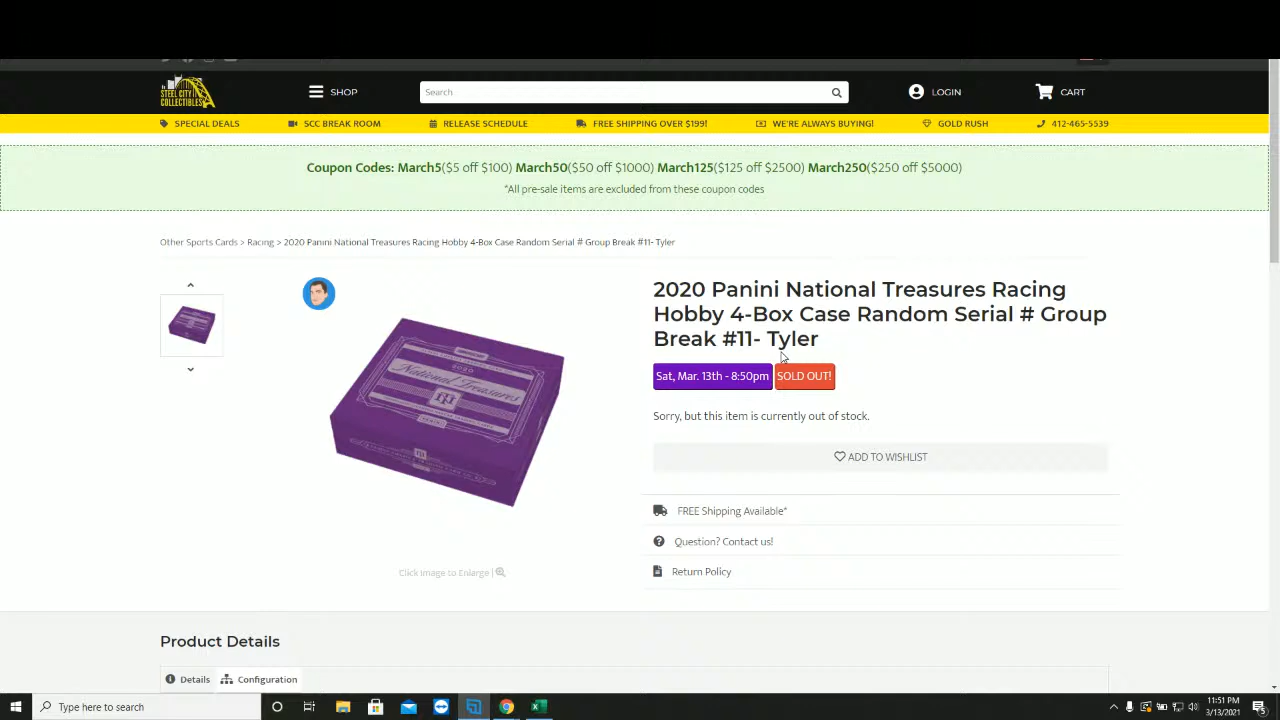 STEEL CITY
COLLECTIBLES
SHOP
Search
LOGIN
CART
SPECIAL DEALS
SCC BREAK ROOM
RELEASE SCHEDULE
FREE SHIPPING OVER $199!
WE'RE ALWAYS BUYING!
GOLD RUSH
412-465-5539
Coupon Codes: March5($5 off $100) March50($50 off $1000) March125($125 off $2500) March250($250 off $5000)
*All pre-sale items are excluded from these coupon codes
Other Sports Cards > Racing > 2020 Panini National Treasures Racing Hobby 4-Box Case Random Serial # Group Break #11- Tyler
2020 Panini National Treasures Racing
Hobby 4-Box Case Random Serial # Group
Break #11- Tyler
Sat, Mar. 13th - 8:50pm
SOLD OUT!
Sorry, but this item is currently out of stock.
ADD TO WISHLIST
FREE Shipping Available*
Question? Contact us!
Return Policy
2020
National Treasures
Click Image to Enlarge |
Product Details
Details
Configuration
Type here to search
11:51 PM
3/13/2021